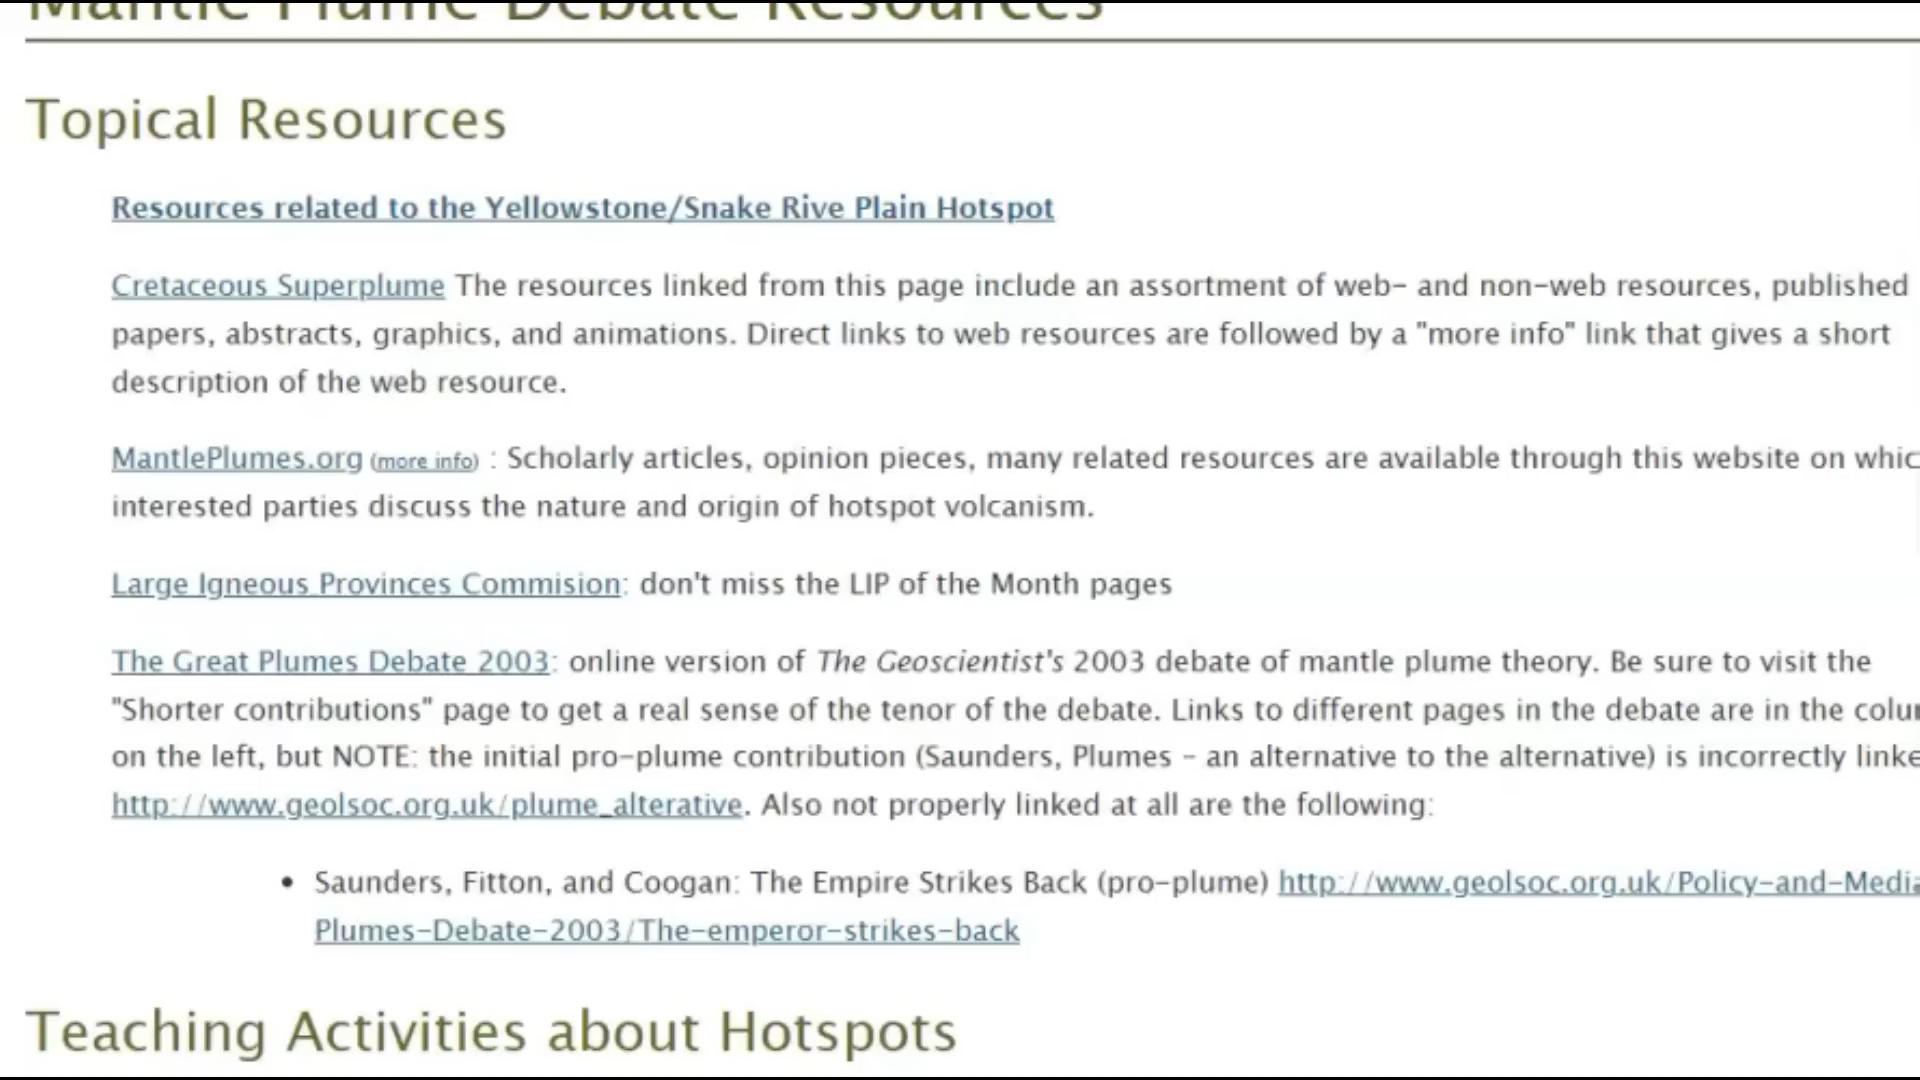 Mantle Plume Debate Resources
Topical Resources
Resources related to the Yellowstone/Snake Rive Plain Hotspot
Cretaceous Superplume The resources linked from this page include an assortment of web- and non-web resources, published
papers, abstracts, graphics, and animations. Direct links to web resources are followed by a "more info" link that gives a short
description of the web resource.
MantlePlumes.org (more info) : Scholarly articles, opinion pieces, many related resources are available through this website on whic
interested parties discuss the nature and origin of hotspot volcanism.
Large Igneous Provinces Commision: don't miss the LIP of the Month pages
The Great Plumes Debate 2003: online version of The Geoscientist's 2003 debate of mantle plume theory. Be sure to visit the
"Shorter contributions" page to get a real sense of the tenor of the debate. Links to different pages in the debate are in the colu
on the left, but NOTE: the initial pro-plume contribution (Saunders, Plumes - an alternative to the alternative) is incorrectly linke
http://www.geolsoc.org.uk/plume_alterative. Also not properly linked at all are the following:
• Saunders, Fitton, and Coogan: The Empire Strikes Back (pro-plume) http://www.geolsoc.org.uk/Policy-and-Media
Plumes-Debate-2003/The-emperor-strikes-back
Teaching Activities about Hotspots